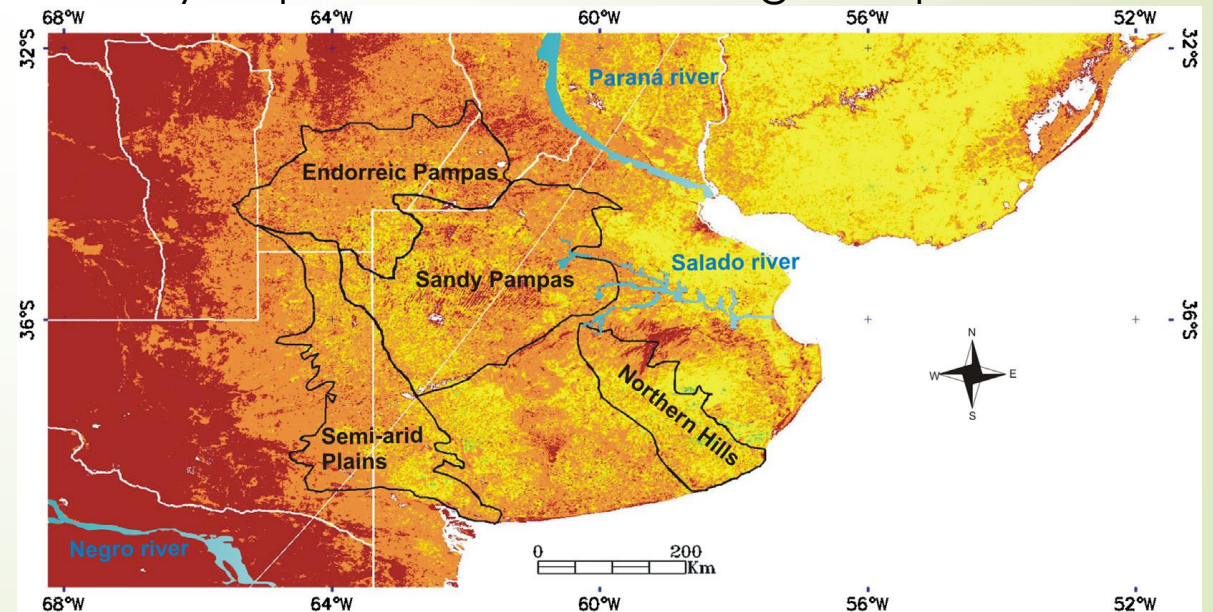 68°W 64°W 60°W 56°W 52°W
32°S 32°S
Paraná river
Endorreic Pampas
Salado river
Sandy Pampas
36°S 36°S
N
W E
S
Northern Hills
Semi-arid
Plains
Negro river
0 200
Km
68°W 64°W 60°W 56°W 52°W